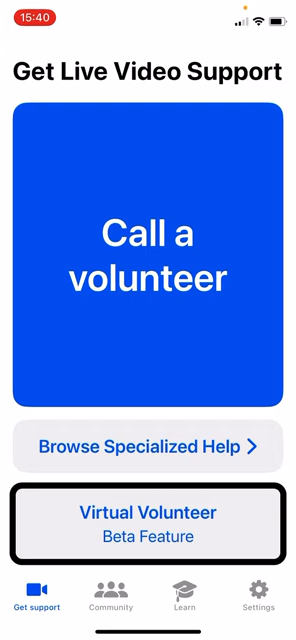 15:40
Get Live Video Support
Call a
volunteer
Browse Specialized Help
Virtual Volunteer
Beta Feature
Get support
Community
Learn
Settings